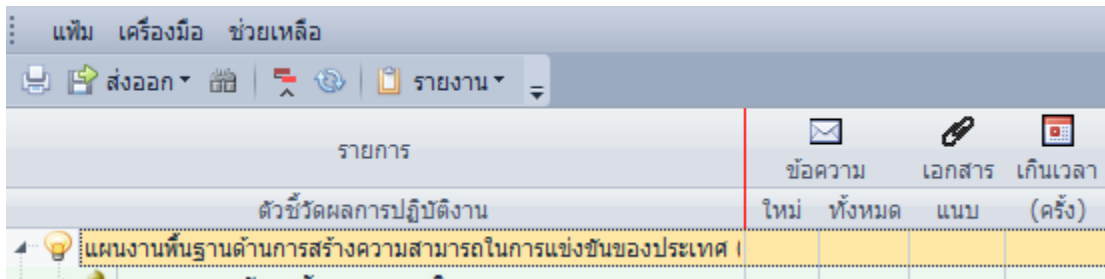 แฟ้ม เครื่องมือ ช่วยเหลือ
ส่งออก รายงาน
รายการ
ข้อความ เอกสาร เกินเวลา
ตัวชี้วัดผลการปฏิบัติงาน ใหม่ ทั้งหมด แนบ (ครั้ง)
แผนงานพื้นฐานด้านการสร้างความสามารถในการแข่งขันของประเทศ (